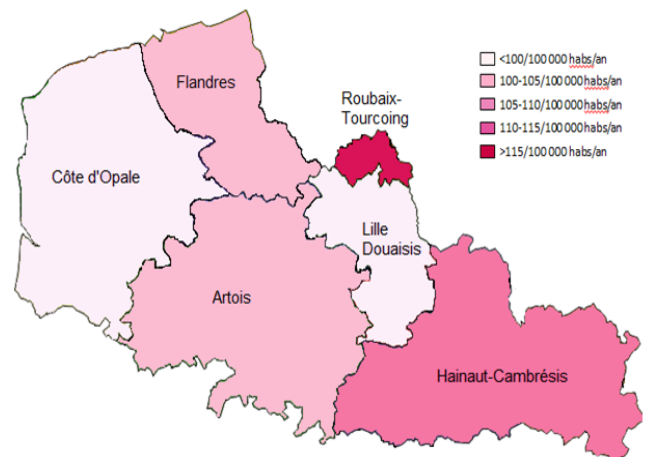 Flandres
Roubaix-
Tourcoing
<100/100 000 habs/an
100-105/100 000 habs/an
105-110/100 000 habs/an
110-115/100 000 habs/an
>115/100 000 habs/an
Côte d'Opale
Lille
Douaisis
Artois
Hainaut-Cambrésis